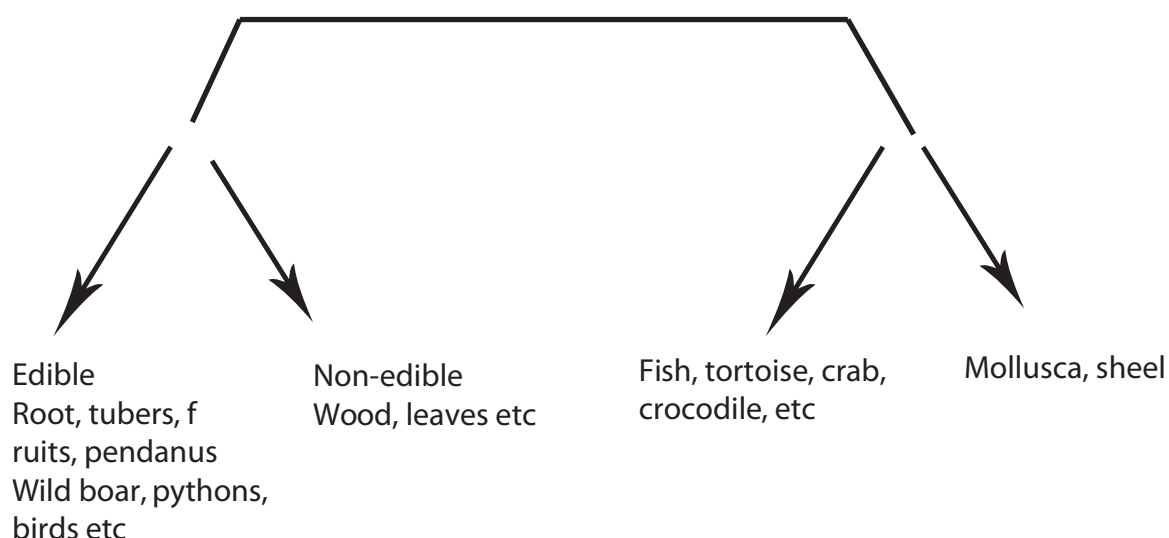 Edible
Root, tubers, f
ruits, pendanus
Wild boar, pythons,
birds etc
Non-edible
Wood, leaves etc
Fish, tortoise, crab,
crocodile, etc
Mollusca, sheel